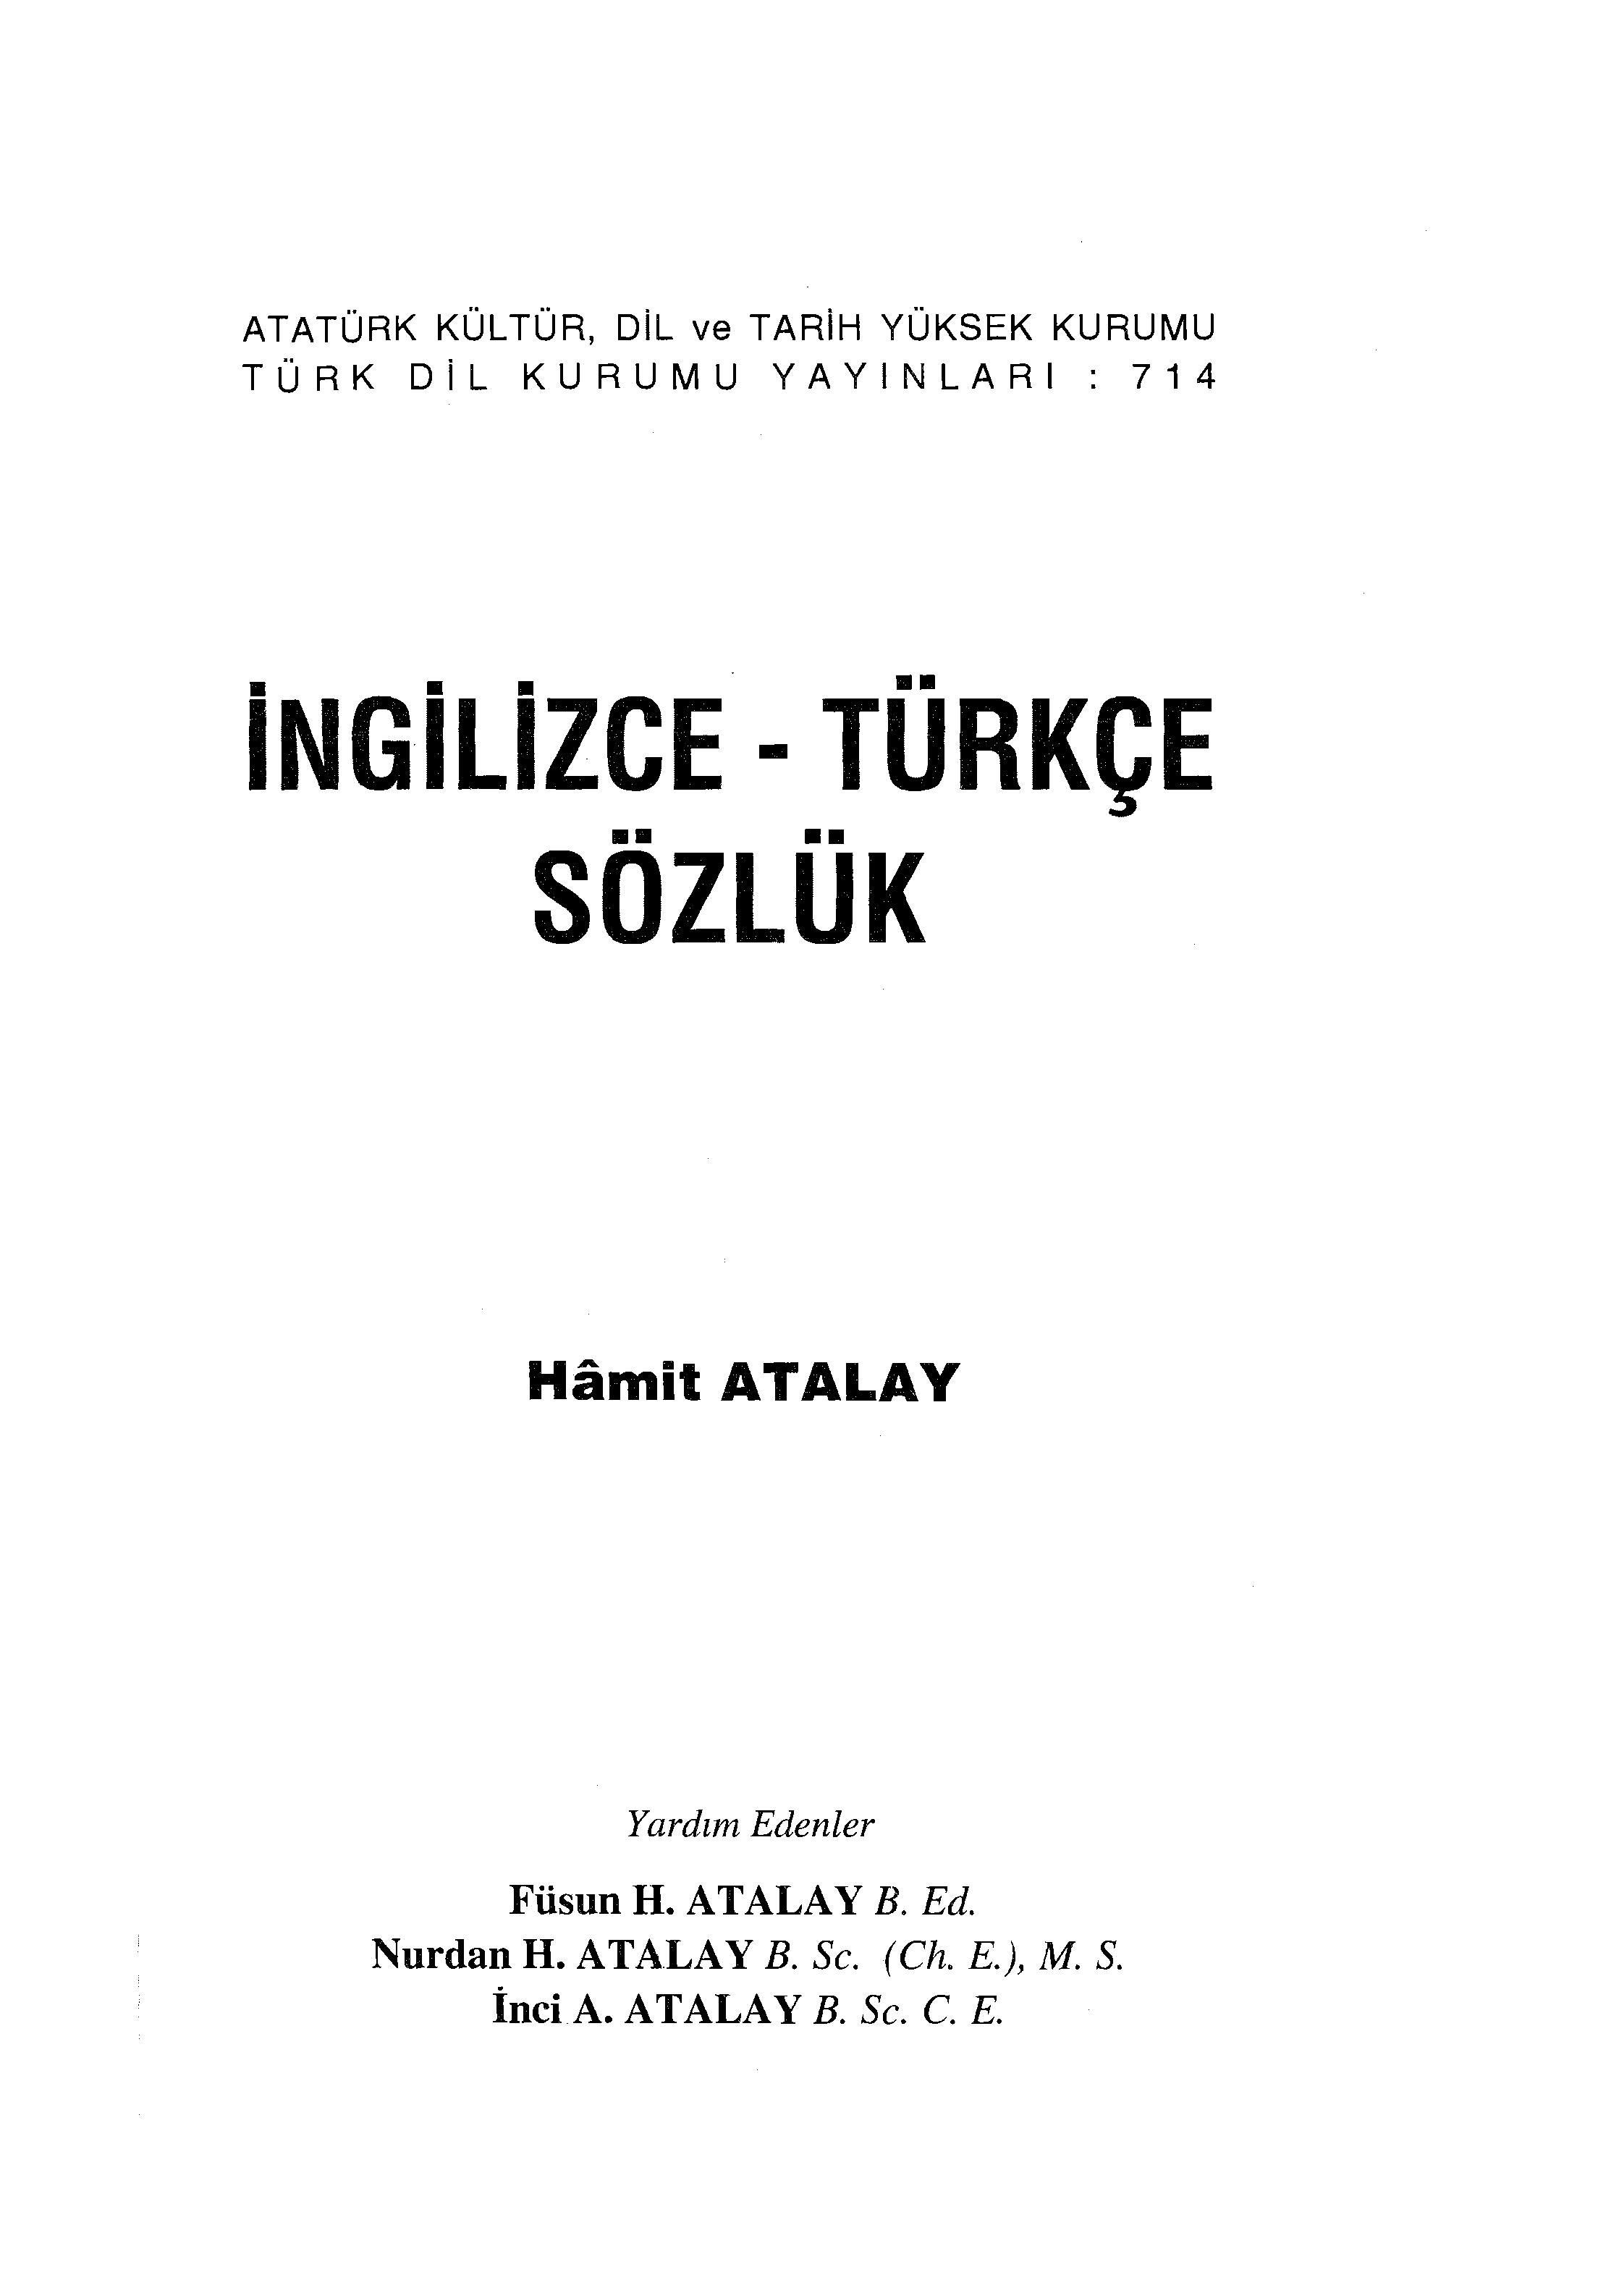 ATATÜRK KÜLTÜR, DİL ve TARİH YÜKSEK KURUMU
TÜRK DİL KURUMU YAYINLARI : 714
İNGİLİZCE - TÜRKÇE
SÖZLÜK
Hâmit ATALAY
Yardım Edenler
Füsun H. ATALAY B. Ed.
Nurdan H. ATALAY B. Sc. (Ch. E.), M. S.
İnci A. ATALAY B. Sc. C. E.